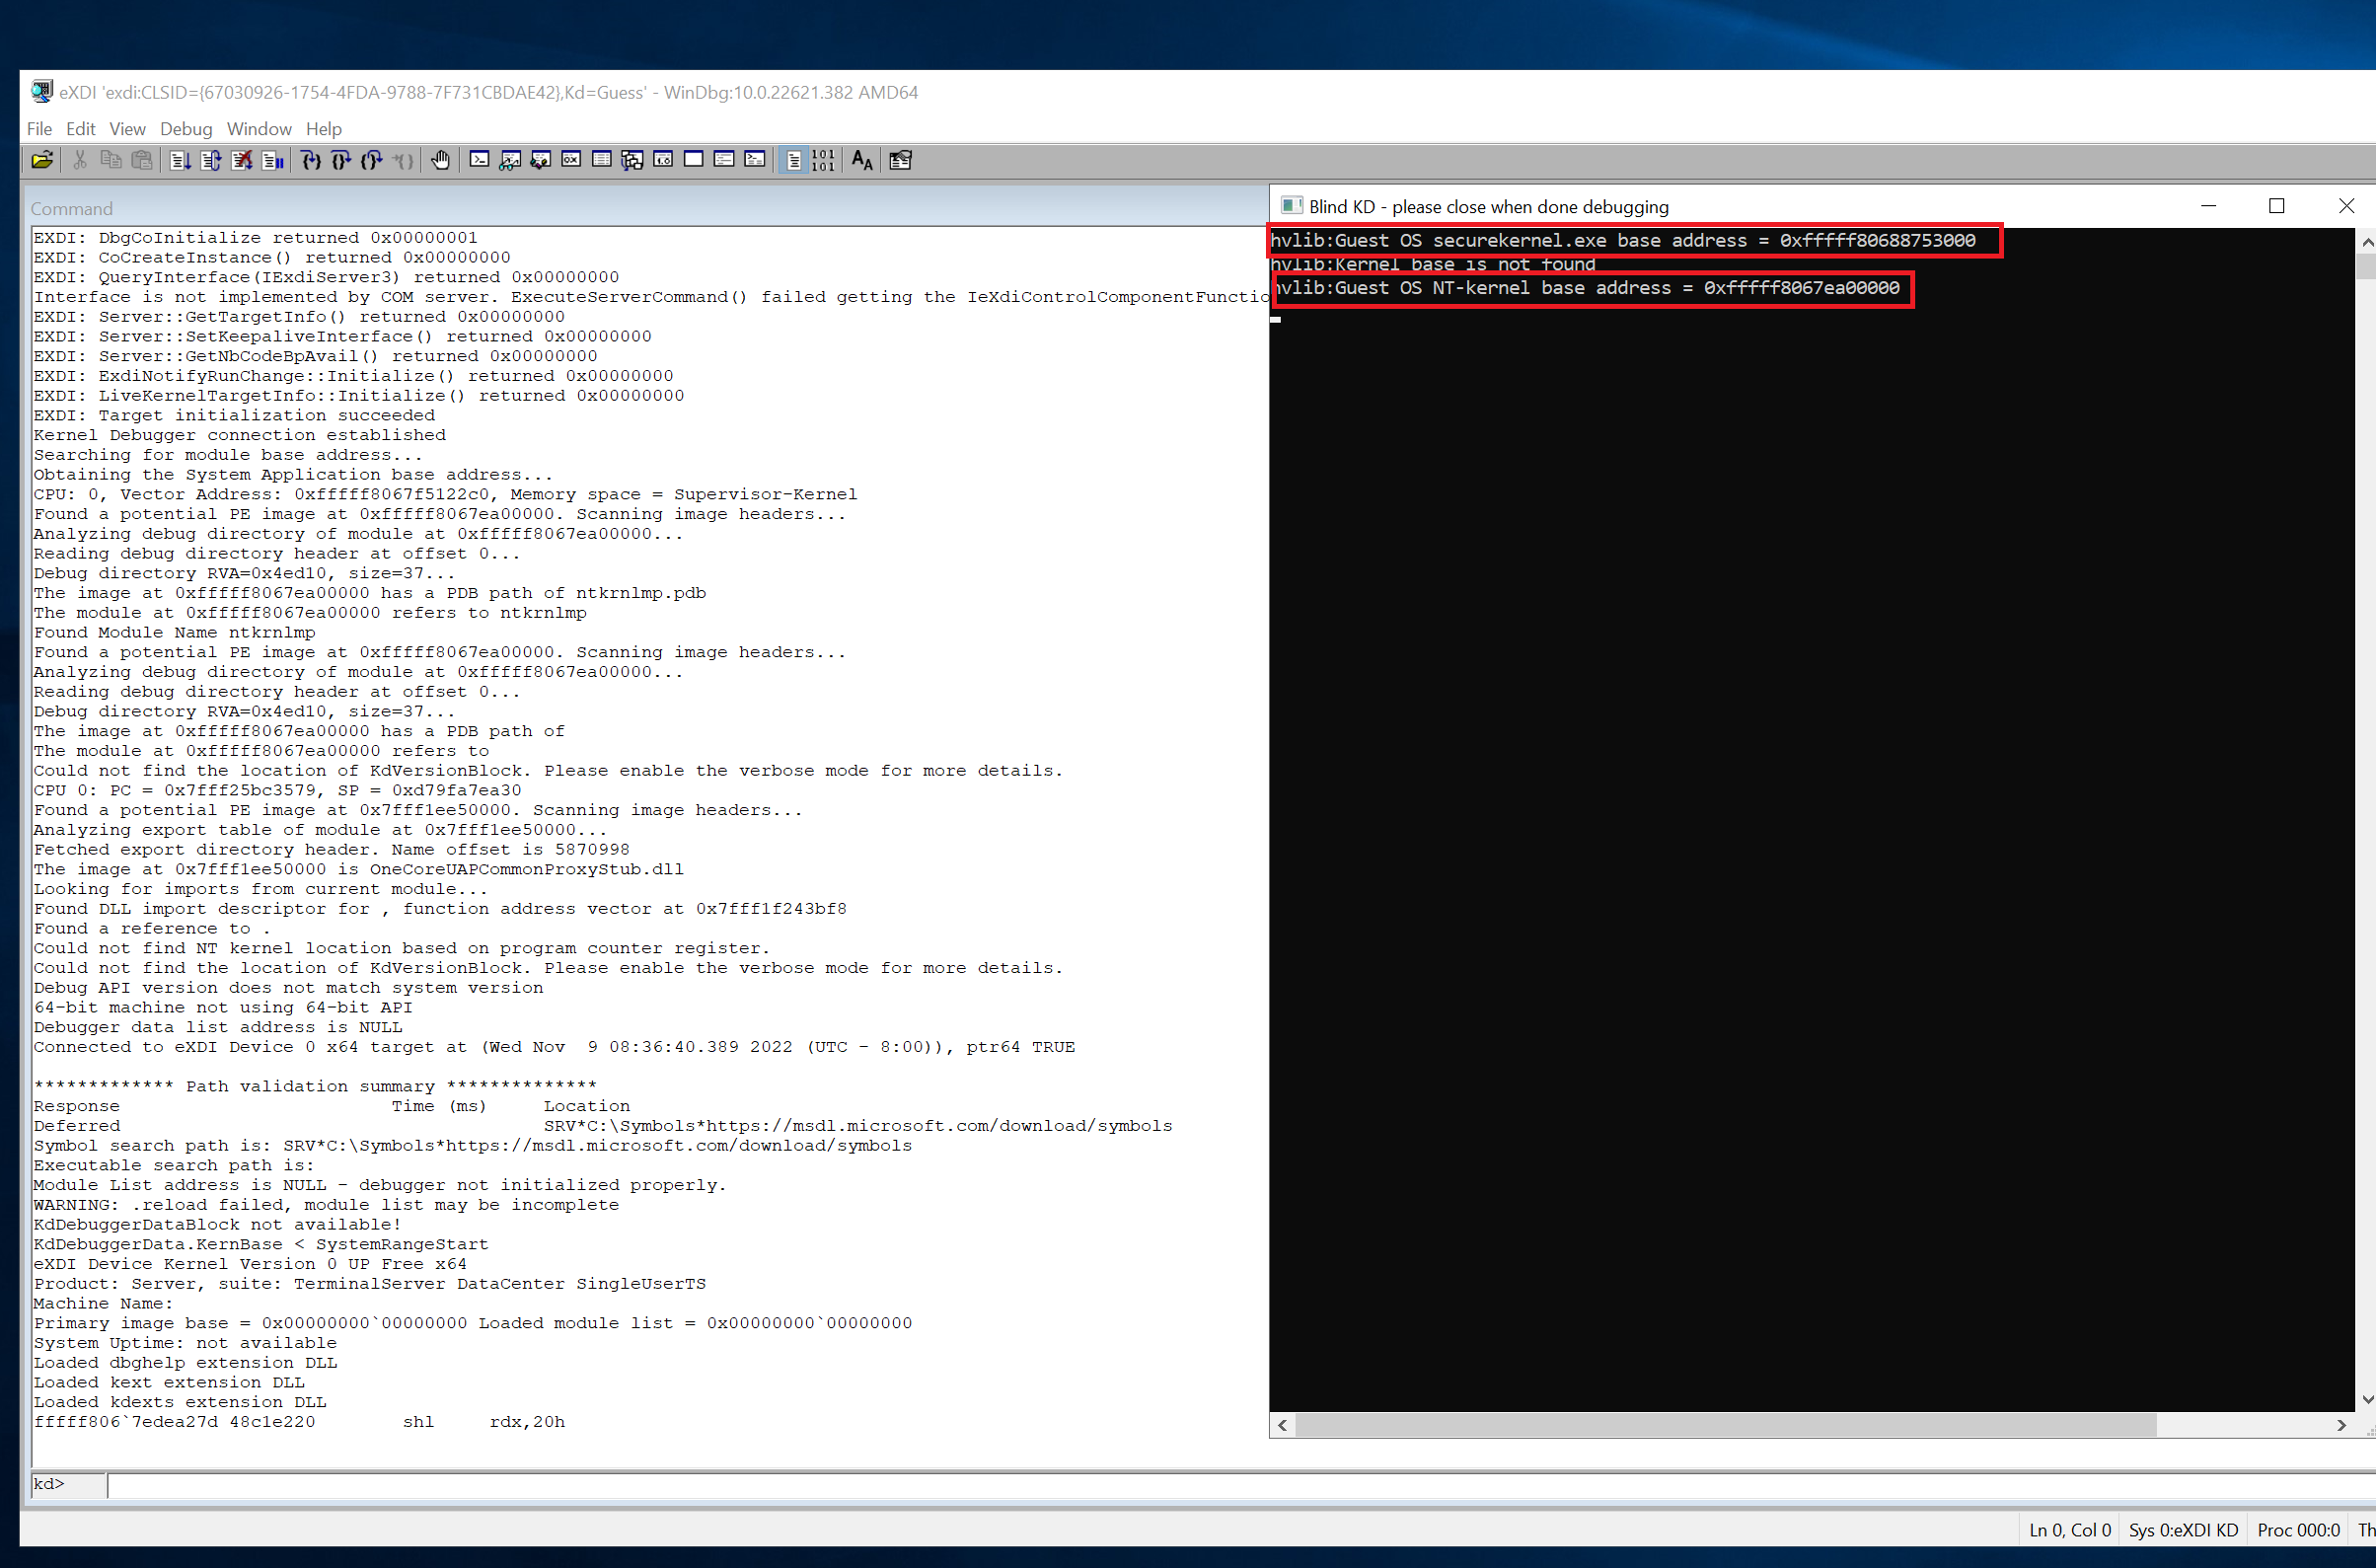 eXDI 'exdi:CLSID={67030926-1754-4FDA-9788-7F731CBDAE42},Kd=Guess' - WinDbg:10.0.22621.382 AMD64
File Edit View Debug Window Help
Command
EXDI: DbgCoInitialize returned 0x00000001
EXDI: CoCreateInstance() returned 0x00000000
EXDI: QueryInterface(IExdiServer3) returned 0x00000000
Interface is not implemented by COM server. ExecuteServerCommand() failed getting the IeXdiControlComponentFunctio
EXDI: Server::GetTargetInfo() returned 0x00000000
EXDI: Server::SetKeepaliveInterface() returned 0x00000000
EXDI: Server::GetNbCodeBpAvail() returned 0x00000000
EXDI: ExdiNotifyRunChange::Initialize() returned 0x00000000
EXDI: LiveKernelTargetInfo::Initialize() returned 0x00000000
EXDI: Target initialization succeeded
Kernel Debugger connection established
Searching for module base address...
Obtaining the System Application base address...
CPU: 0, Vector Address: 0xfffff8067f5122c0, Memory space = Supervisor-Kernel
Found a potential PE image at 0xfffff8067ea00000. Scanning image headers...
Analyzing debug directory of module at 0xfffff8067ea00000...
Reading debug directory header at offset 0...
Debug directory RVA=0x4ed10, size=37...
The image at 0xfffff8067ea00000 has a PDB path of ntkrnlmp.pdb
The module at 0xfffff8067ea00000 refers to ntkrnlmp
Found Module Name ntkrnlmp
Found a potential PE image at 0xfffff8067ea00000. Scanning image headers...
Analyzing debug directory of module at 0xfffff8067ea00000...
Reading debug directory header at offset 0...
Debug directory RVA=0x4ed10, size=37...
The image at 0xfffff8067ea00000 has a PDB path of
The module at 0xfffff8067ea00000 refers to
Could not find the location of KdVersionBlock. Please enable the verbose mode for more details.
CPU 0: PC = 0x7fff25bc3579, SP = 0xd79fa7ea30
Found a potential PE image at 0x7fff1ee50000. Scanning image headers...
Analyzing export table of module at 0x7fff1ee50000...
Fetched export directory header. Name offset is 5870998
The image at 0x7fff1ee50000 is OneCoreUAPCommonProxyStub.dll
Looking for imports from current module...
Found DLL import descriptor for , function address vector at 0x7fff1f243bf8
Found a reference to .
Could not find NT kernel location based on program counter register.
Could not find the location of KdVersionBlock. Please enable the verbose mode for more details.
Debug API version does not match system version
64-bit machine not using 64-bit API
Debugger data list address is NULL
Connected to eXDI Device 0 x64 target at (Wed Nov  9 08:36:40.389 2022 (UTC - 8:00)), ptr64 TRUE
************* Path validation summary **************
Response Time (ms) Location
Deferred SRV*C:\Symbols*https://msdl.microsoft.com/download/symbols
Symbol search path is: SRV*C:\Symbols*https://msdl.microsoft.com/download/symbols
Executable search path is:
Module List address is NULL - debugger not initialized properly.
WARNING: .reload failed, module list may be incomplete
KdDebuggerDataBlock not available!
KdDebuggerData.KernBase < SystemRangeStart
eXDI Device Kernel Version 0 UP Free x64
Product: Server, suite: TerminalServer DataCenter SingleUserTS
Machine Name:
Primary image base = 0x00000000`00000000 Loaded module list = 0x00000000`00000000
System Uptime: not available
Loaded dbghelp extension DLL
Loaded kext extension DLL
Loaded kdexts extension DLL
fffff806`7edea27d 48c1e220 shl rdx,20h
kd>
Blind KD - please close when done debugging
hvlib:Guest OS securekernel.exe base address = 0xfffff80688753000
hvlib:Kernel base is not found
hvlib:Guest OS NT-kernel base address = 0xfffff8067ea00000
Ln 0, Col 0 Sys 0:eXDI KD Proc 000:0 Th